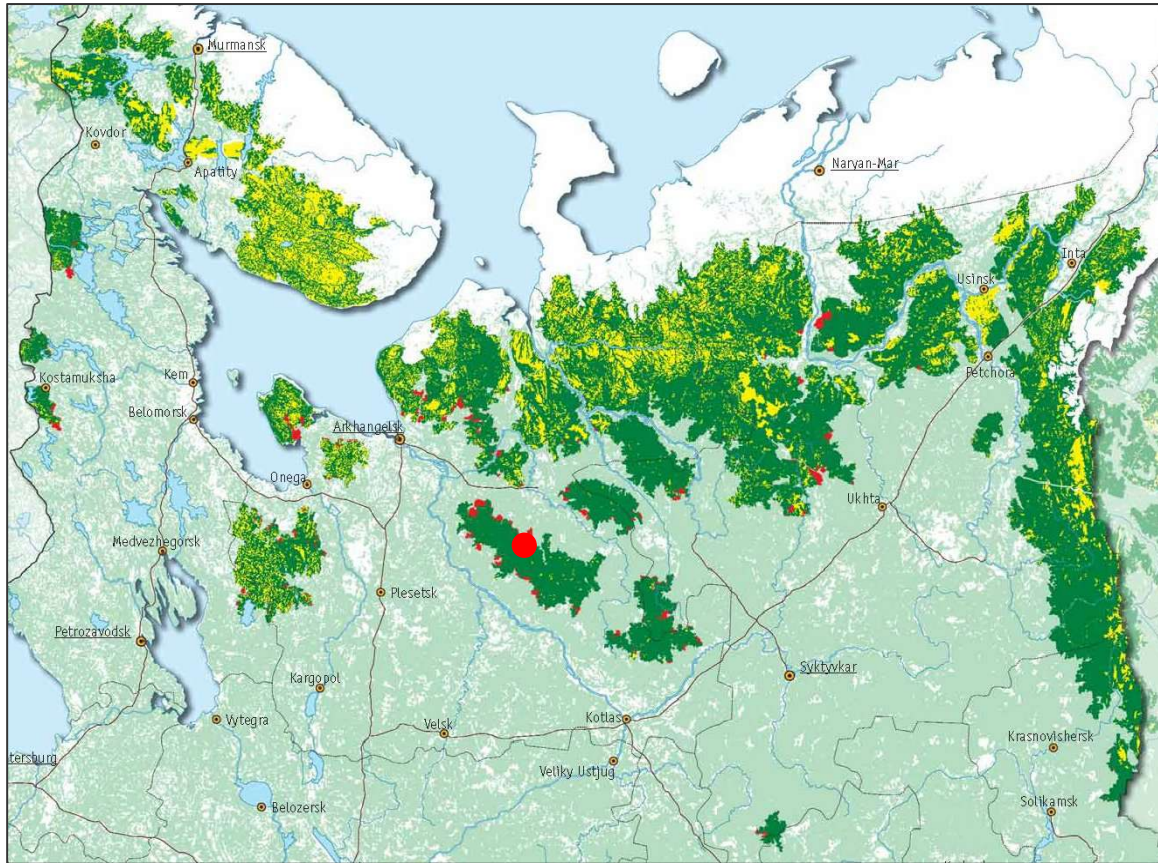 Murmansk
Kovdor
Apatity
Naryan-Mar
Inta
Usinsk
Petchora
Kostamuksha
Kem
Belomorsk
Arkhangelsk
Onega
Ukhta
Medvezhegorsk
Plesetsk
Petrozavodsk
Syktyvkar
Kargopol
Vytegra
Velsk
Kotlas
Krasnovishersk
tersburg
Veliky Ustjug
Belozersk
Solikamsk